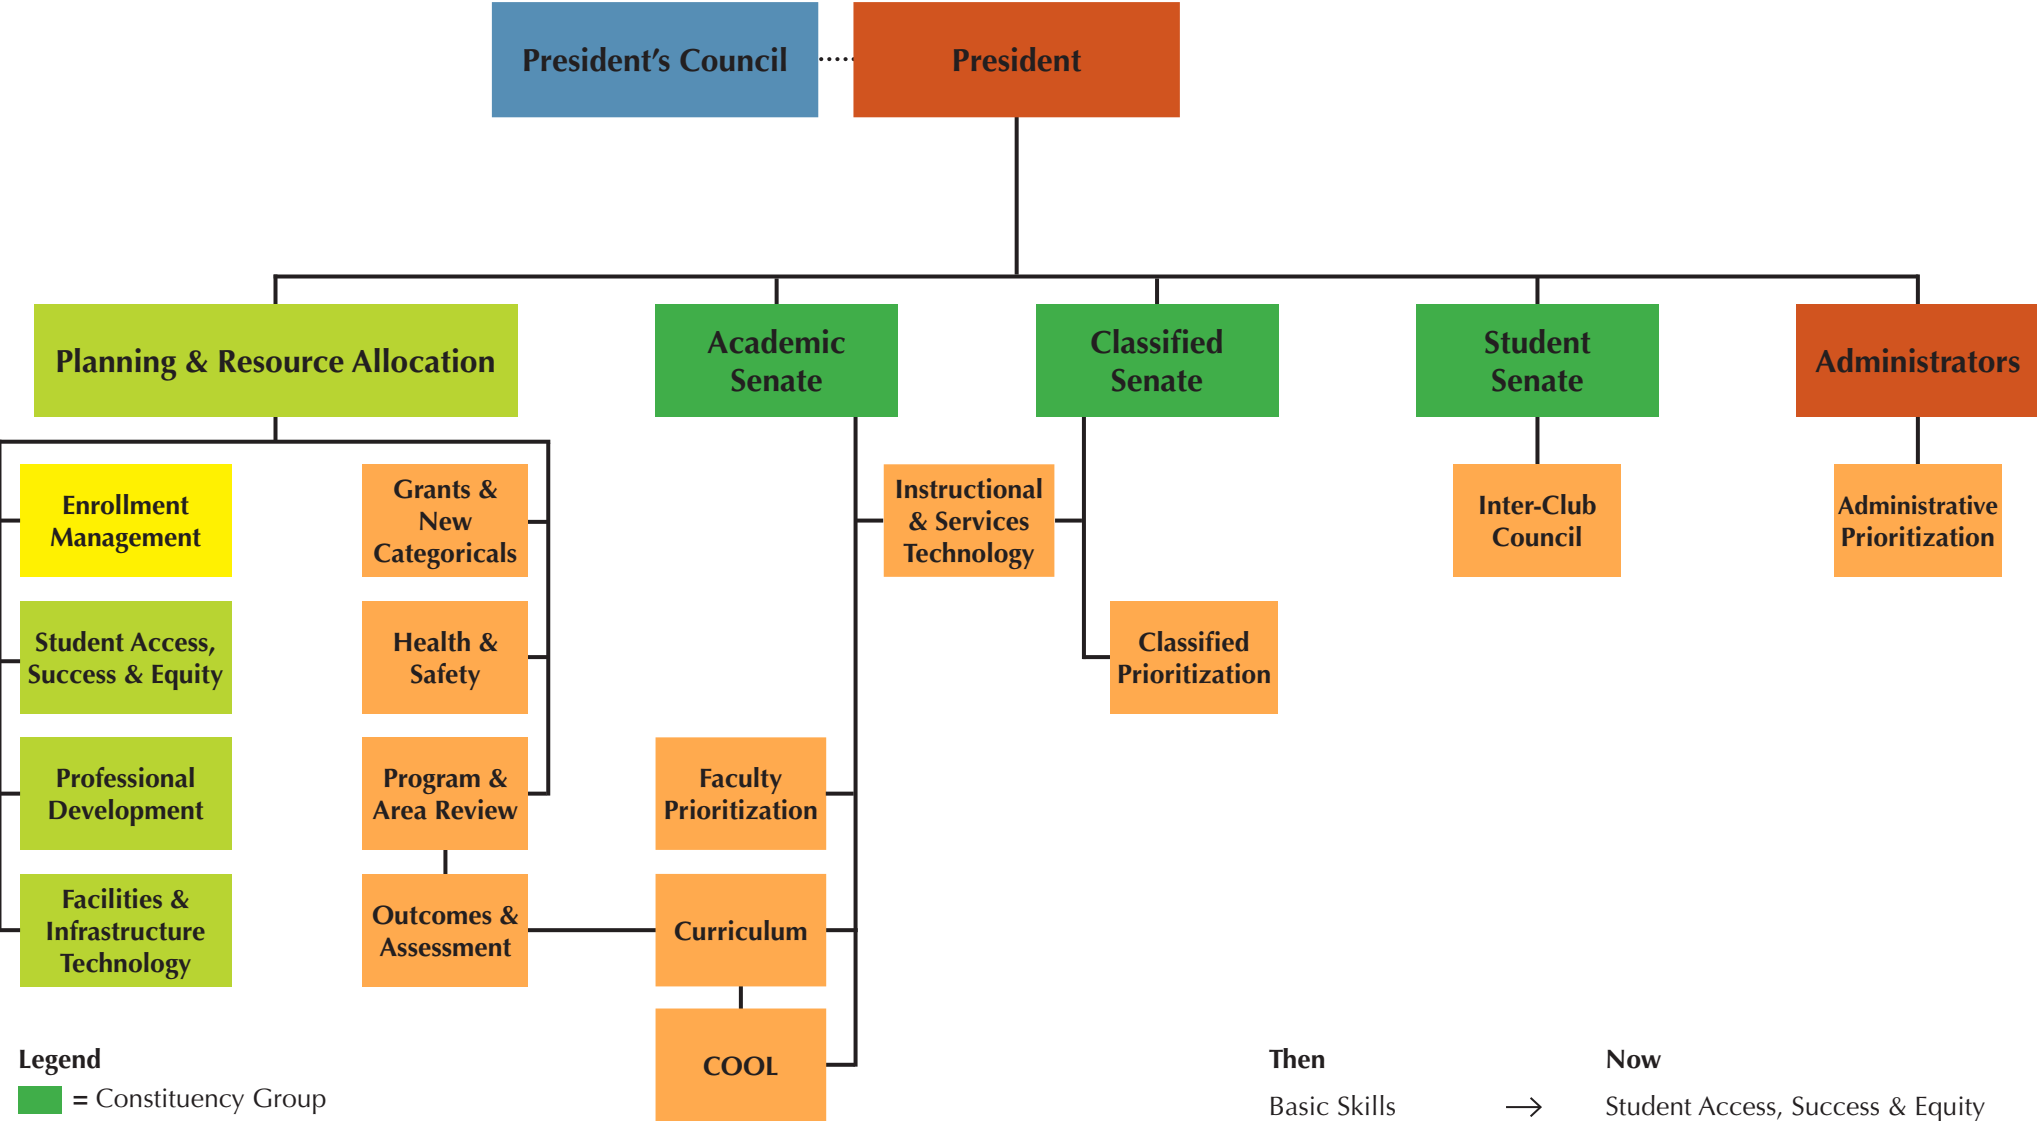 President's Council
President
Planning & Resource Allocation
Academic
Senate
Classified
Senate
Student
Senate
Administrators
Enrollment
Management
Grants &
New
Categoricals
Instructional
& Services
Technology
Inter-Club
Council
Administrative
Prioritization
Student Access,
Success & Equity
Health &
Safety
Classified
Prioritization
Professional
Development
Program &
Area Review
Faculty
Prioritization
Facilities &
Infrastructure
Technology
Outcomes &
Assessment
Curriculum
COOL
Legend
= Constituency Group
Then Now
Basic Skills → Student Access, Success & Equity